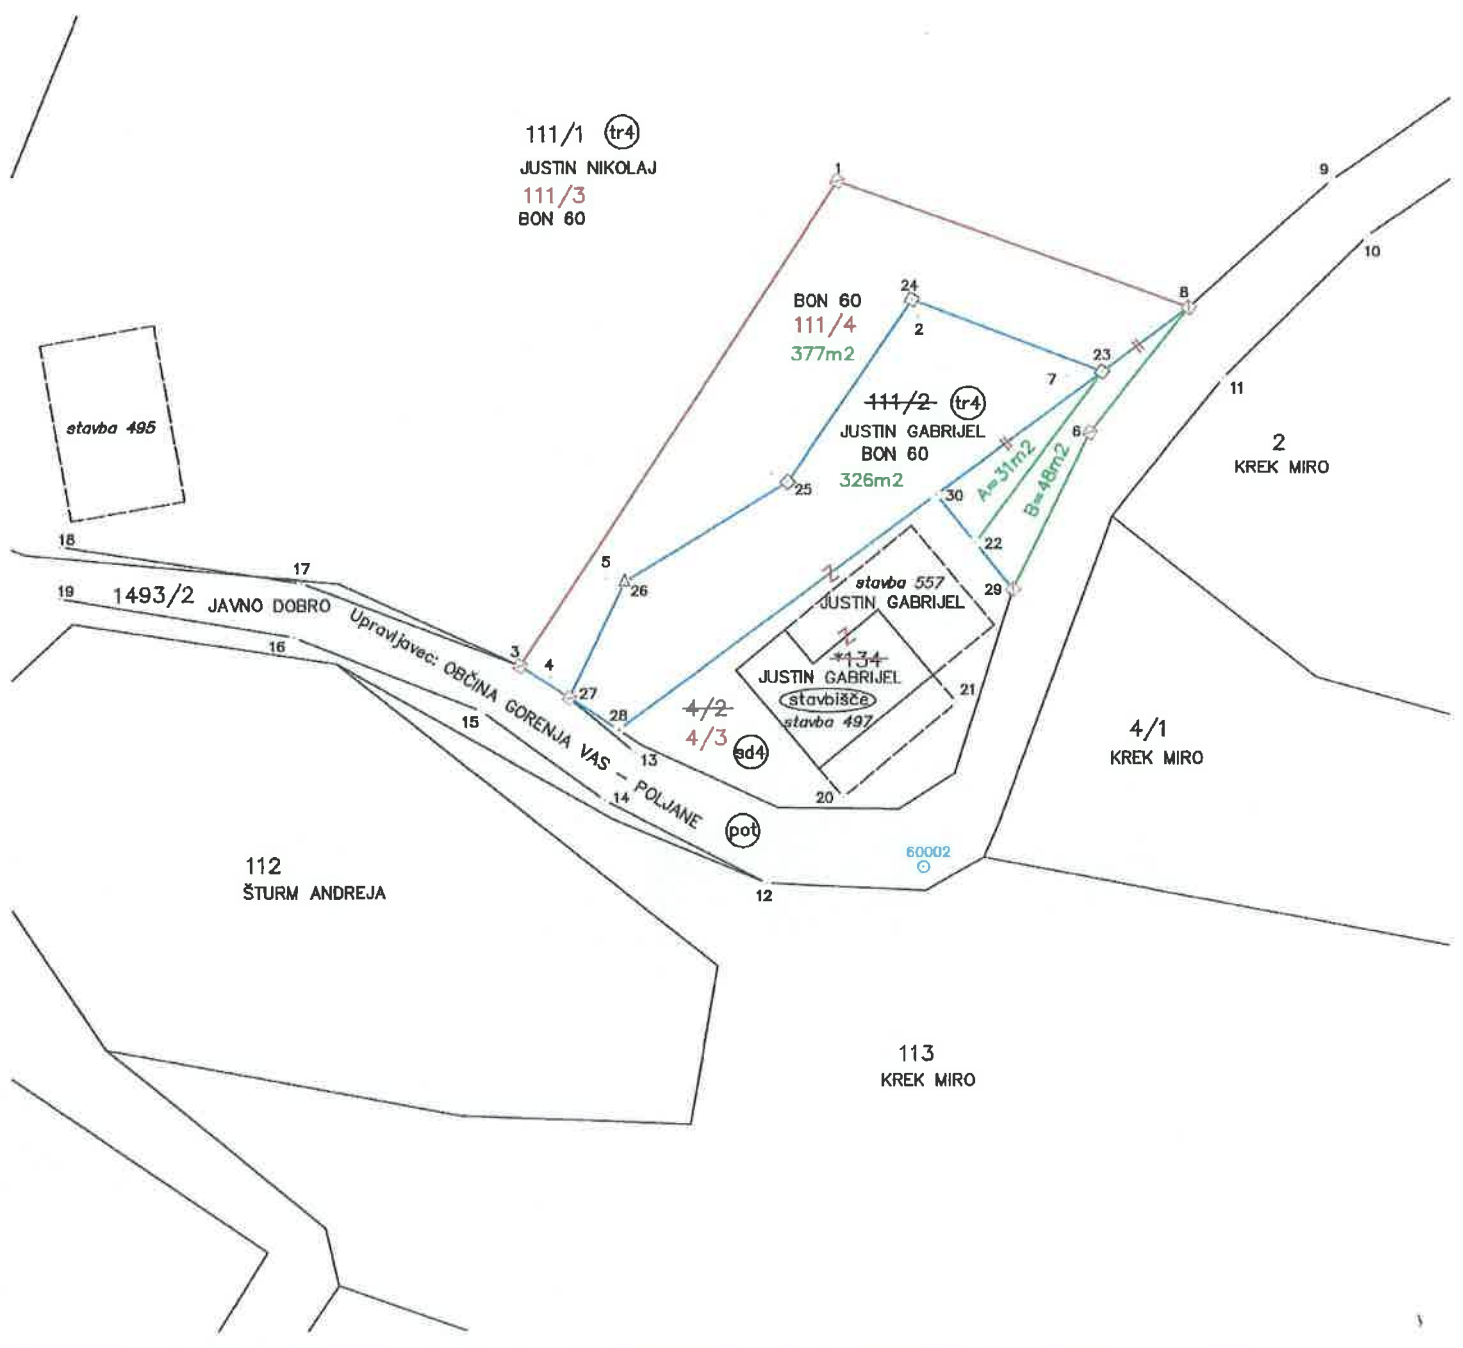 111/1 tr4
JUSTIN NIKOLAJ
111/3
BON 60
1
9
10
8
24
BON 60
2
111/4
377m2
23
7
11
111/2 tr4
JUSTIN GABRIJEL
BON 60
326m2
6
stavba 495
2
KREK MIRO
25
30
A=31m2
B=48m2
22
18
17
5
26
stavba 557
JUSTIN GABRIJEL
29
19
1493/2 JAVNO DOBRO
Upravljavec: OBČINA GORENJA VAS – POLJANE
16
3
4
27
Z
Z
*134
JUSTIN GABRIJEL
stavbišče
stavba 497
21
15
28
4/2
4/3
sd4
13
14
20
4/1
KREK MIRO
pot
60002
12
112
ŠTURM ANDREJA
113
KREK MIRO